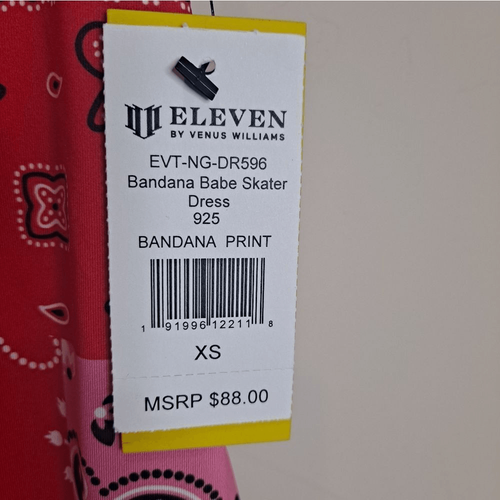 ELEVEN
BY VENUS WILLIAMS
EVT-NG-DR596
Bandana Babe Skater
Dress
925
BANDANA PRINT
1 91996 12211 8
XS
MSRP $88.00